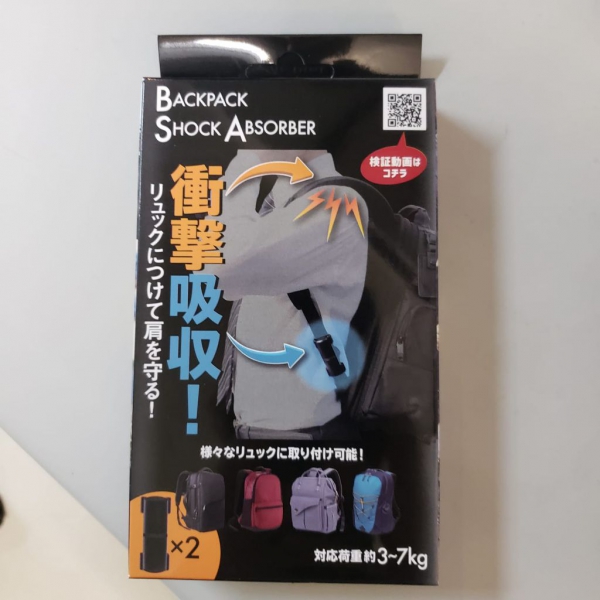 BACKPACK
SHOCK ABSORBER
検証動画は
コチラ
衝撃吸収!
リュックにつけて肩を守る!
様々なリュックに取り付け可能!
×2
対応荷重 約3~7kg